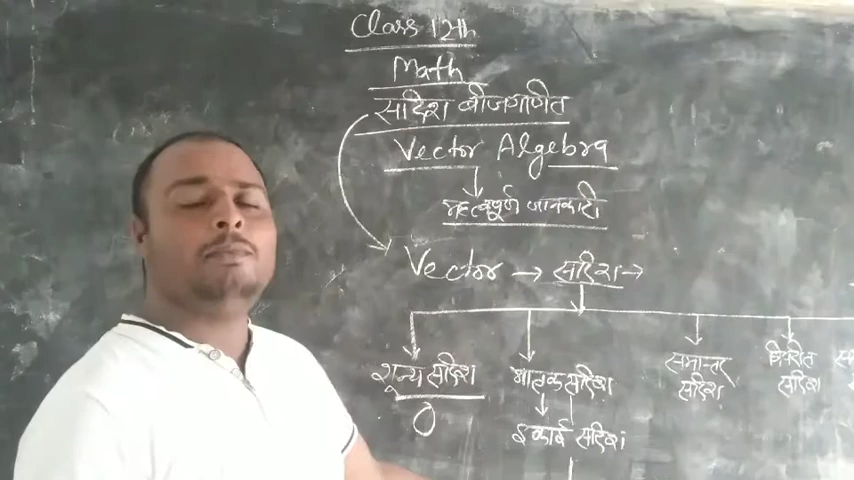 Class 12th
Math
सदिश बीजगणित
Vector Algebra
महत्वपूर्ण जानकारी
Vector → सदिश →
शून्य सदिश
मात्रक सदिश
समान्तर
सदिश
विपरीत
सदिश
0
इकाई सदिश